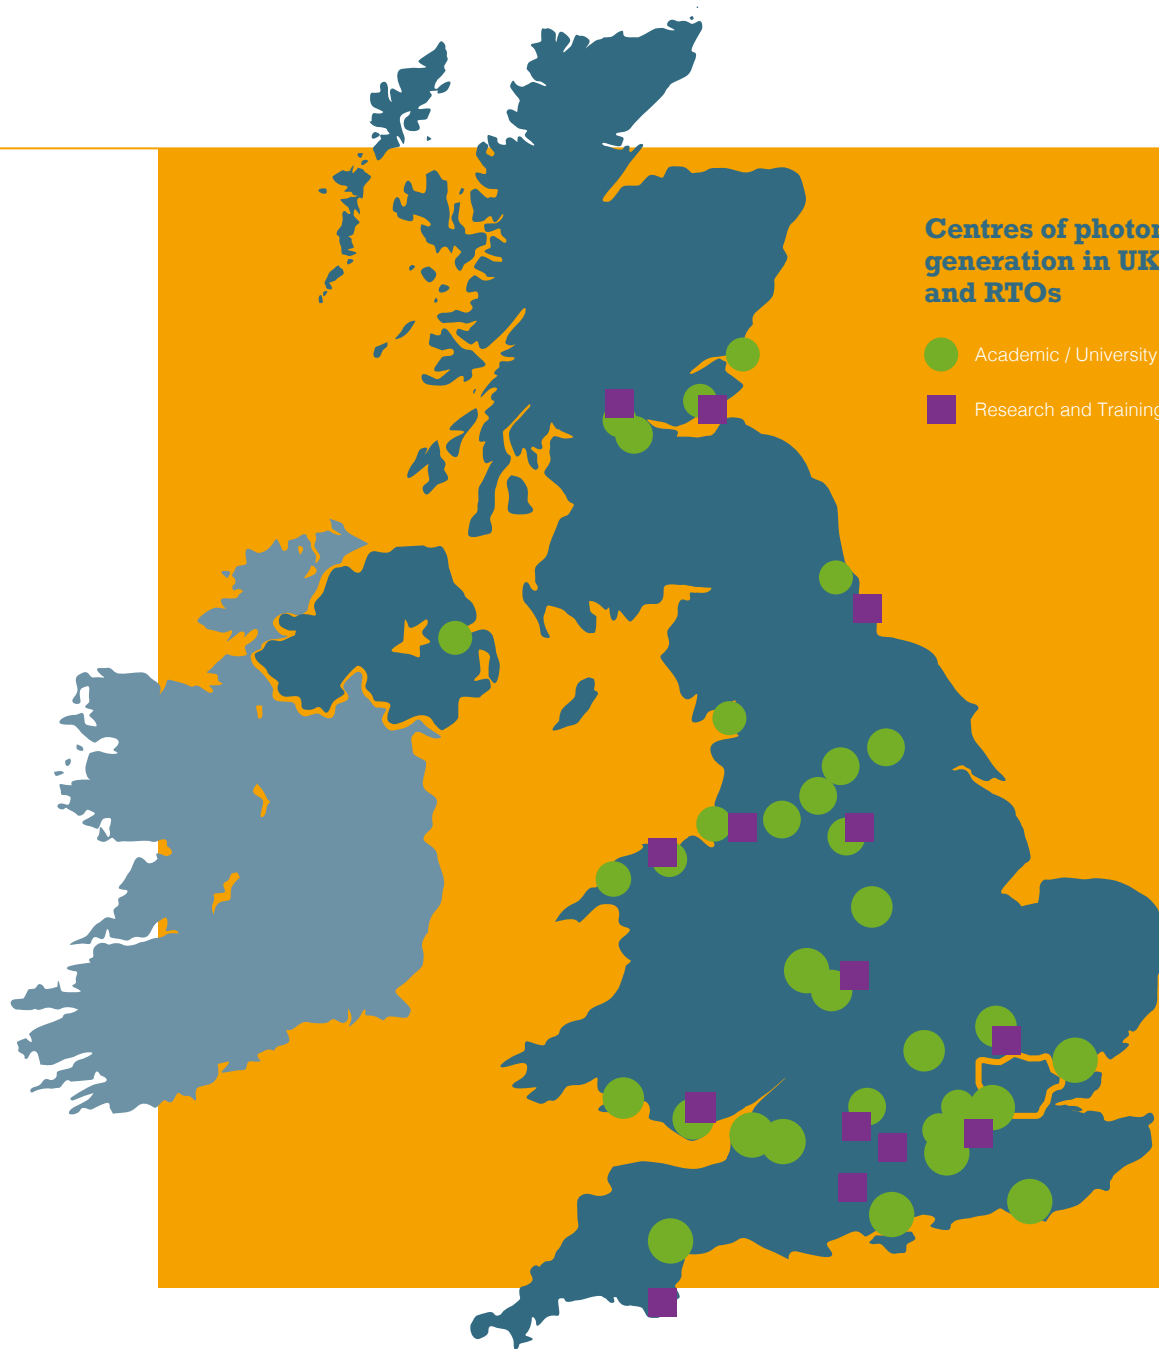 Centres of photon
generation in UK
and RTOs
Academic / University
Research and Training